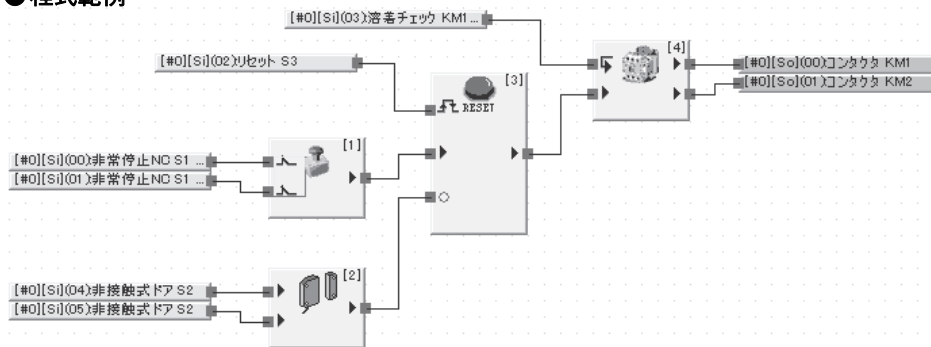 ●程式範例
[#0][Si](03)溶着チェック KM1...
[4]
[#0][So](00)コンタクタ KM1
[#0][So](01)コンタクタ KM2
[#0][Si](02)リセット S3
[3]
RESET
[1]
[#0][Si](00)非常停止NC S1 ...
[#0][Si](01)非常停止NC S1 ...
[2]
[#0][Si](04)非接触式ドア S2
[#0][Si](05)非接触式ドア S2